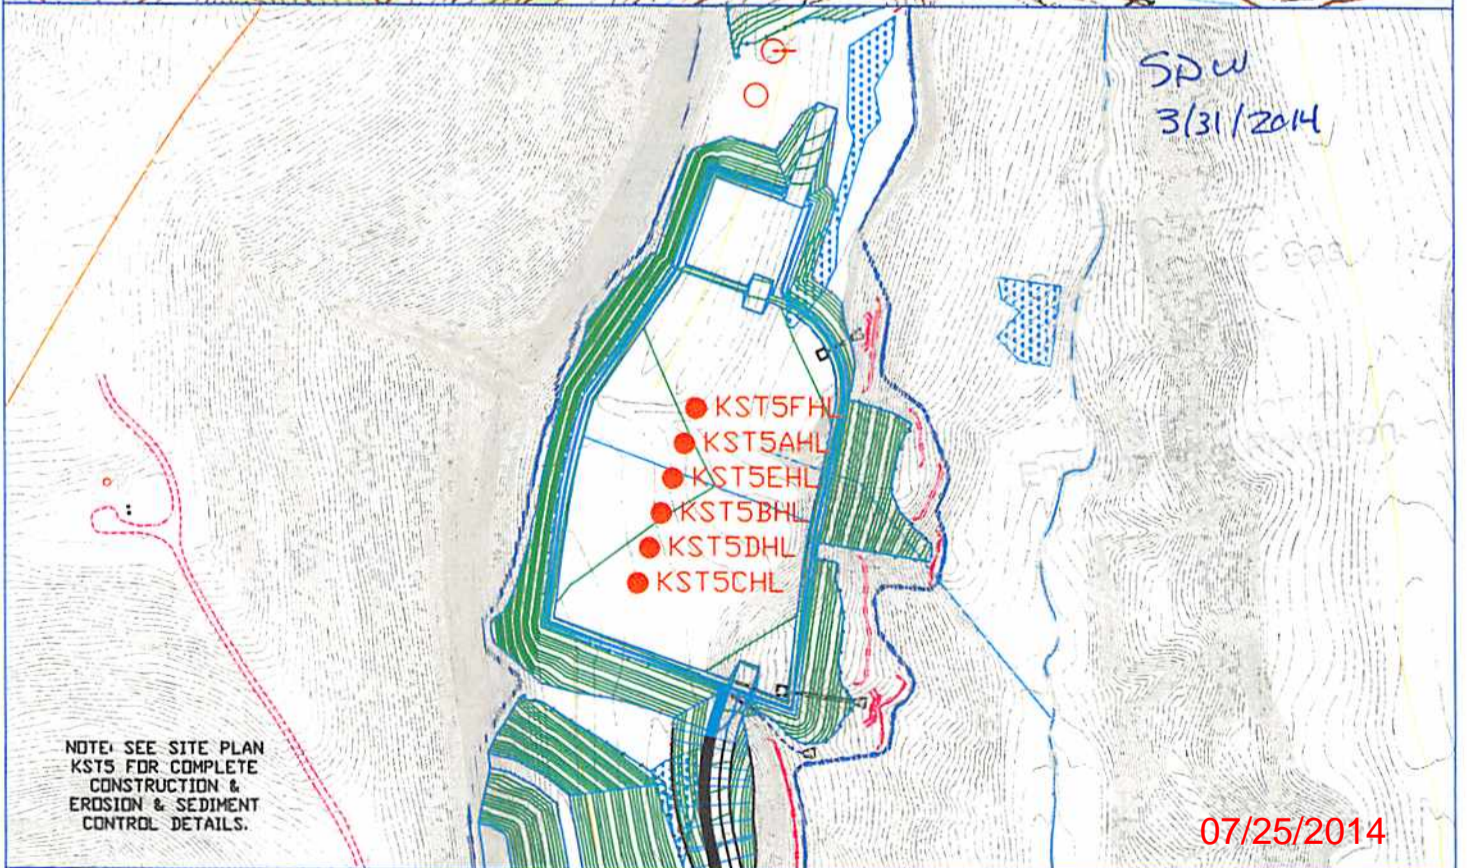 SDW
3/31/2014
KST5FHL
KST5AHL
KST5EHL
KST5BHL
KST5DHL
KST5CHL
NOTE: SEE SITE PLAN
KST5 FOR COMPLETE
CONSTRUCTION &
EROSION & SEDIMENT
CONTROL DETAILS.
07/25/2014